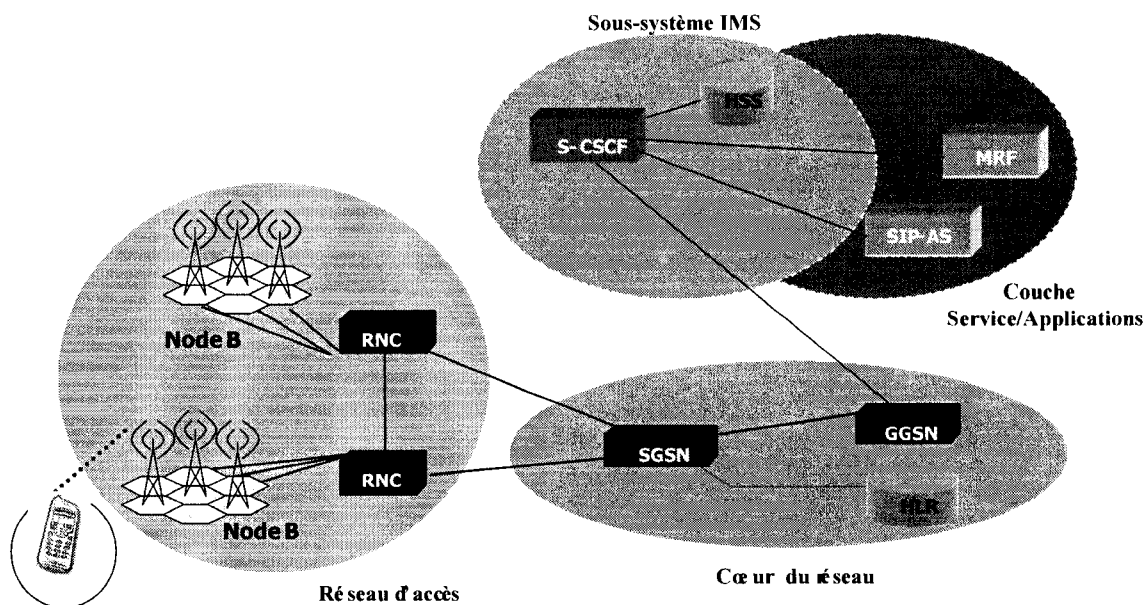 Sous-système IMS
HSS
S-CSCF
MRF
SIP-AS
Couche
Service/Applications
Node B
RNC
GGSN
SGSN
RNC
HLR
Node B
Cœur du réseau
Réseau d'accès